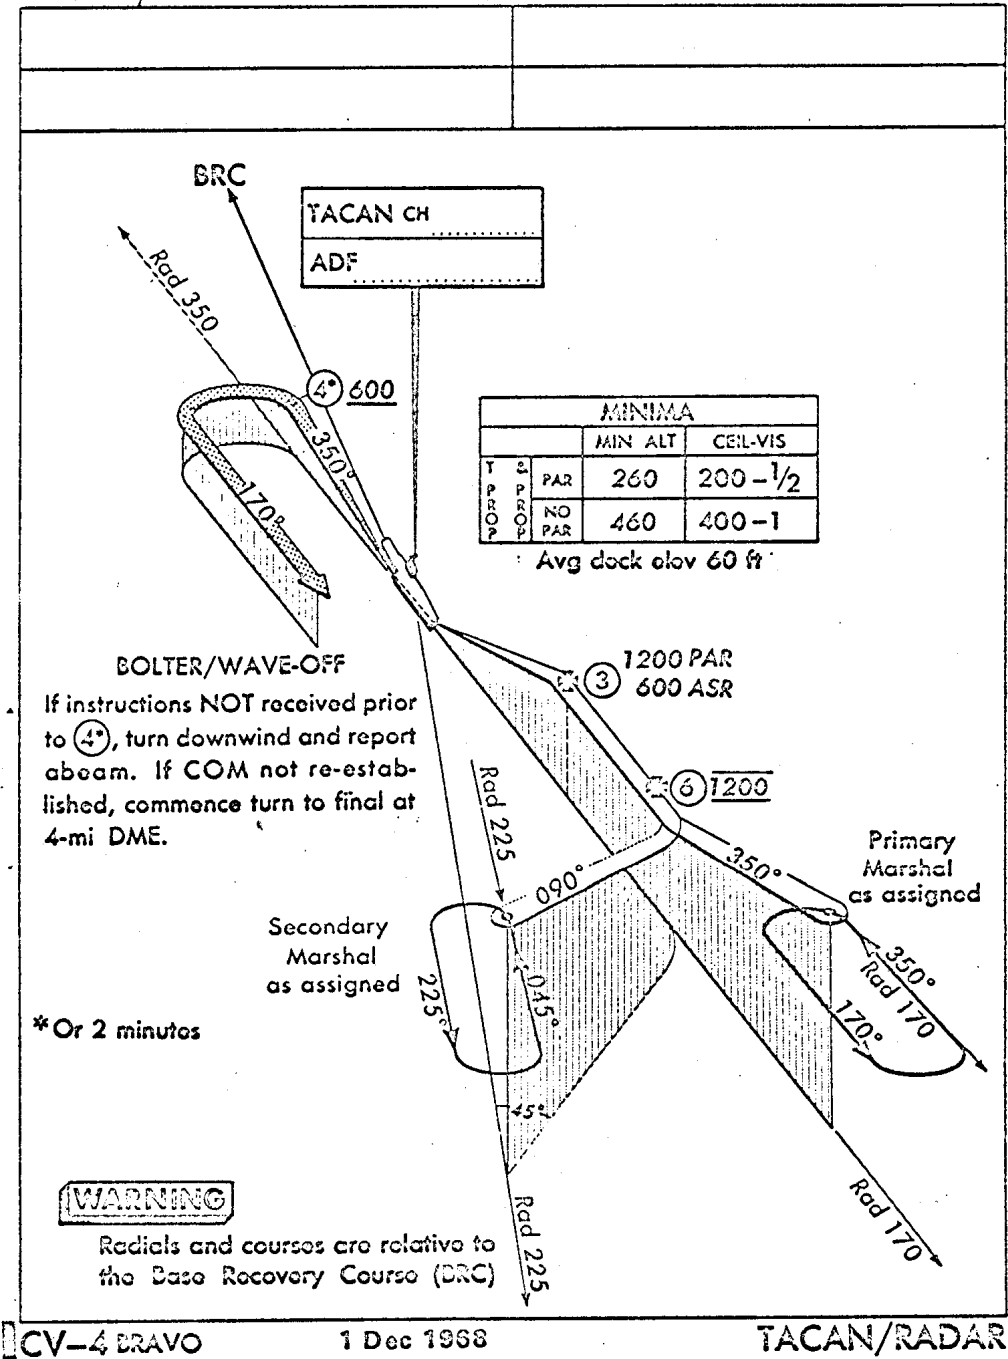 BRC
TACAN CH
ADF
Rad 350
4* 600
350°
170°
MINIMA
MIN ALT CEIL-VIS
T PROP & PROP
PAR 260 200-1/2
NO PAR 460 400-1
Avg deck elev 60 ft
BOLTER/WAVE-OFF
If instructions NOT received prior
to 4*, turn downwind and report
abeam. If COM not re-estab-
lished, commence turn to final at
4-mi DME.
3 1200 PAR
600 ASR
6 1200
Rad 225
090°
350°
Primary
Marshal
as assigned
Secondary
Marshal
as assigned
225°
045°
350°
Rad 170
170°
*Or 2 minutes
45°
WARNING
Radials and courses are relative to
the Base Recovery Course (BRC)
Rad 225
Rad 170
CV-4 BRAVO 1 Dec 1968 TACAN/RADAR